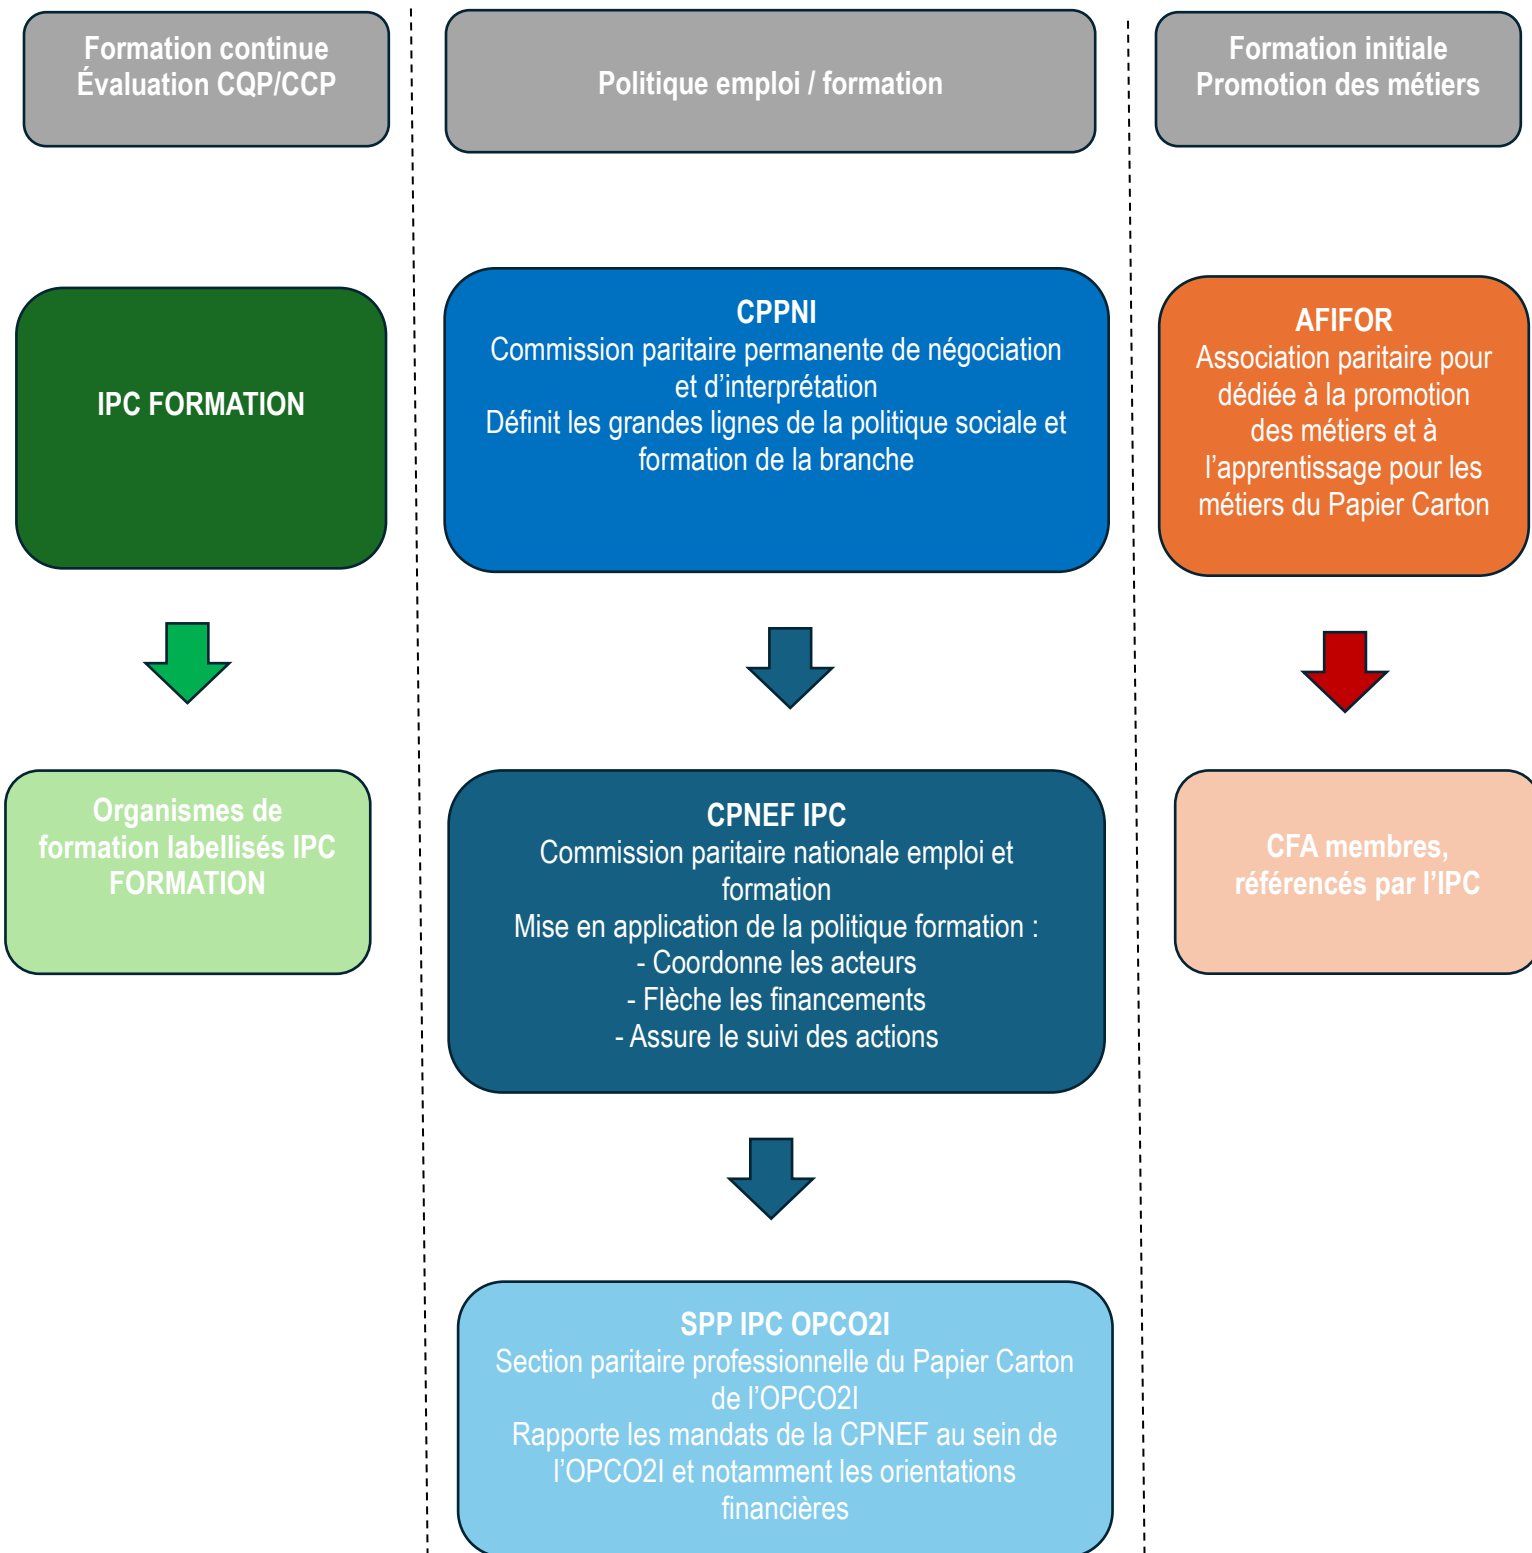 Formation continue
Évaluation CQP/CCP
Politique emploi / formation
Formation initiale
Promotion des métiers
IPC FORMATION
CPPNI
Commission paritaire permanente de négociation
et d’interprétation
Définit les grandes lignes de la politique sociale et
formation de la branche
AFIFOR
Association paritaire pour
dédiée à la promotion
des métiers et à
l’apprentissage pour les
métiers du Papier Carton
Organismes de
formation labellisés IPC
FORMATION
CPNEF IPC
Commission paritaire nationale emploi et
formation
Mise en application de la politique formation :
- Coordonne les acteurs
- Flèche les financements
- Assure le suivi des actions
CFA membres,
référencés par l’IPC
SPP IPC OPCO2I
Section paritaire professionnelle du Papier Carton
de l’OPCO2I
Rapporte les mandats de la CPNEF au sein de
l’OPCO2I et notamment les orientations
financières